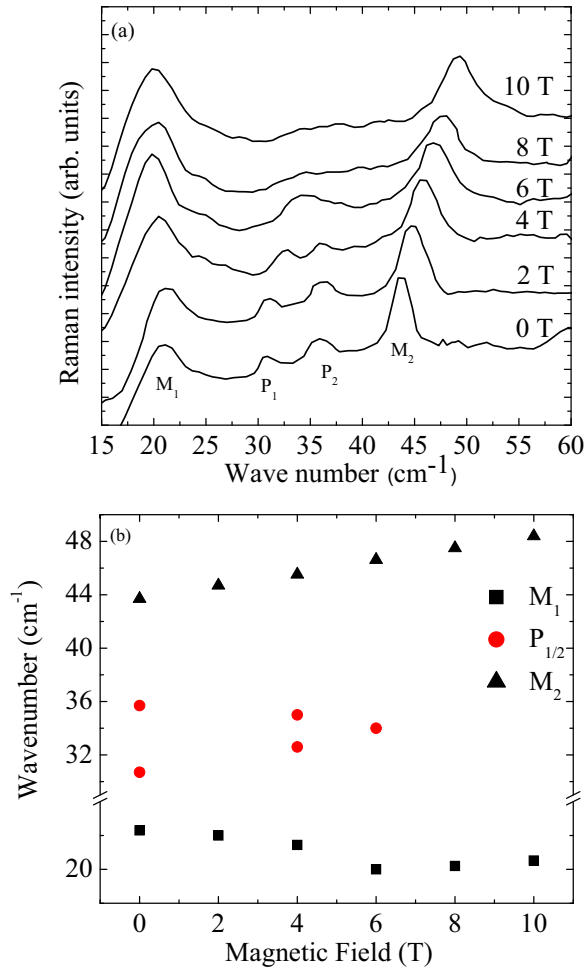 (a)
Raman intensity (arb. units)
10 T
8 T
6 T
4 T
2 T
0 T
M₁
P₁
P₂
M₂
15 20 25 30 35 40 45 50 55 60
Wave number (cm⁻¹)
(b)
Wavenumber (cm⁻¹)
48
44
40
36
32
20
M₁
P₁/₂
M₂
0 2 4 6 8 10
Magnetic Field (T)